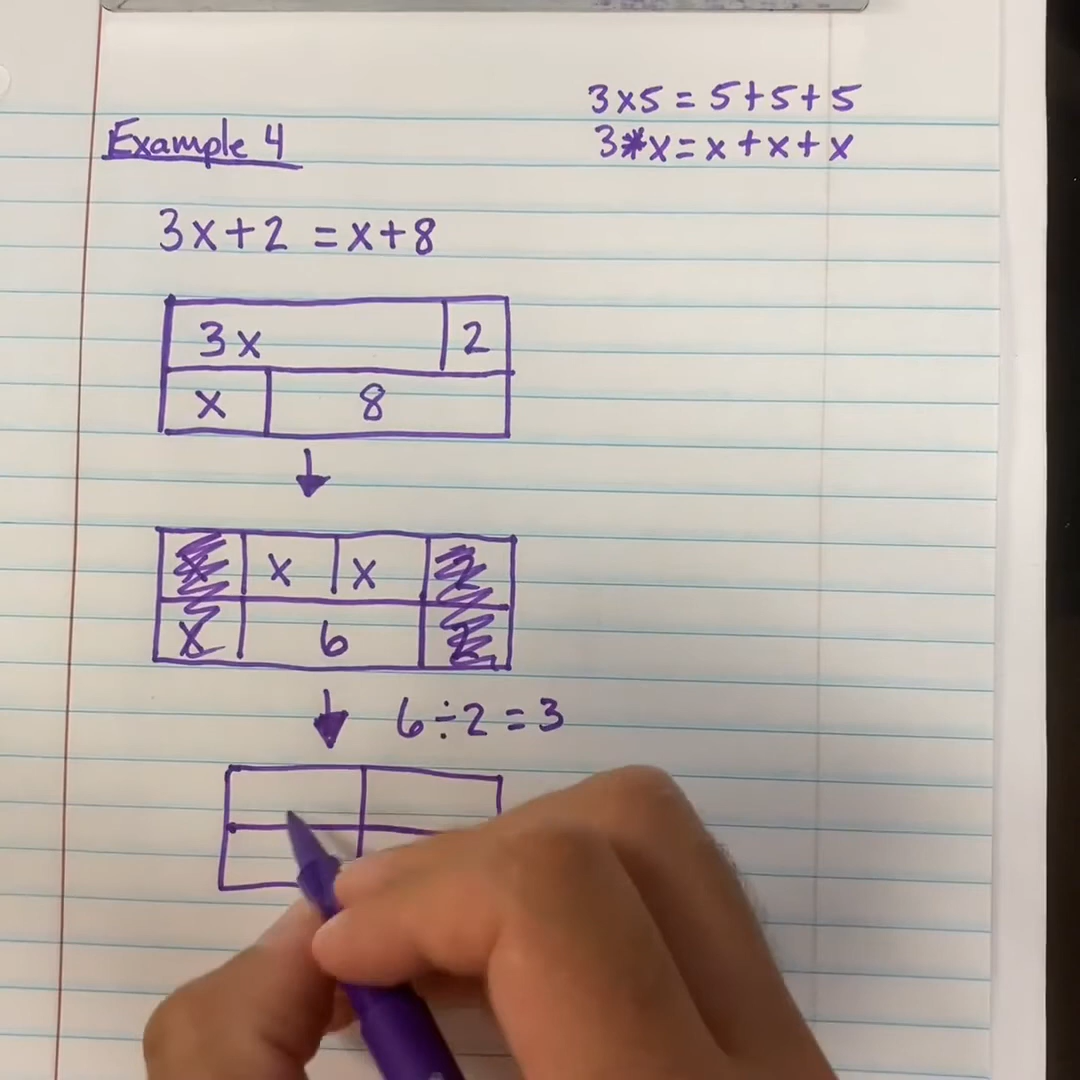 3x5 = 5+5+5
3*x = x+x+x
Example 4
3x+2 = x+8
3x 2
x 8
x x x 2
x 6 2
6÷2=3